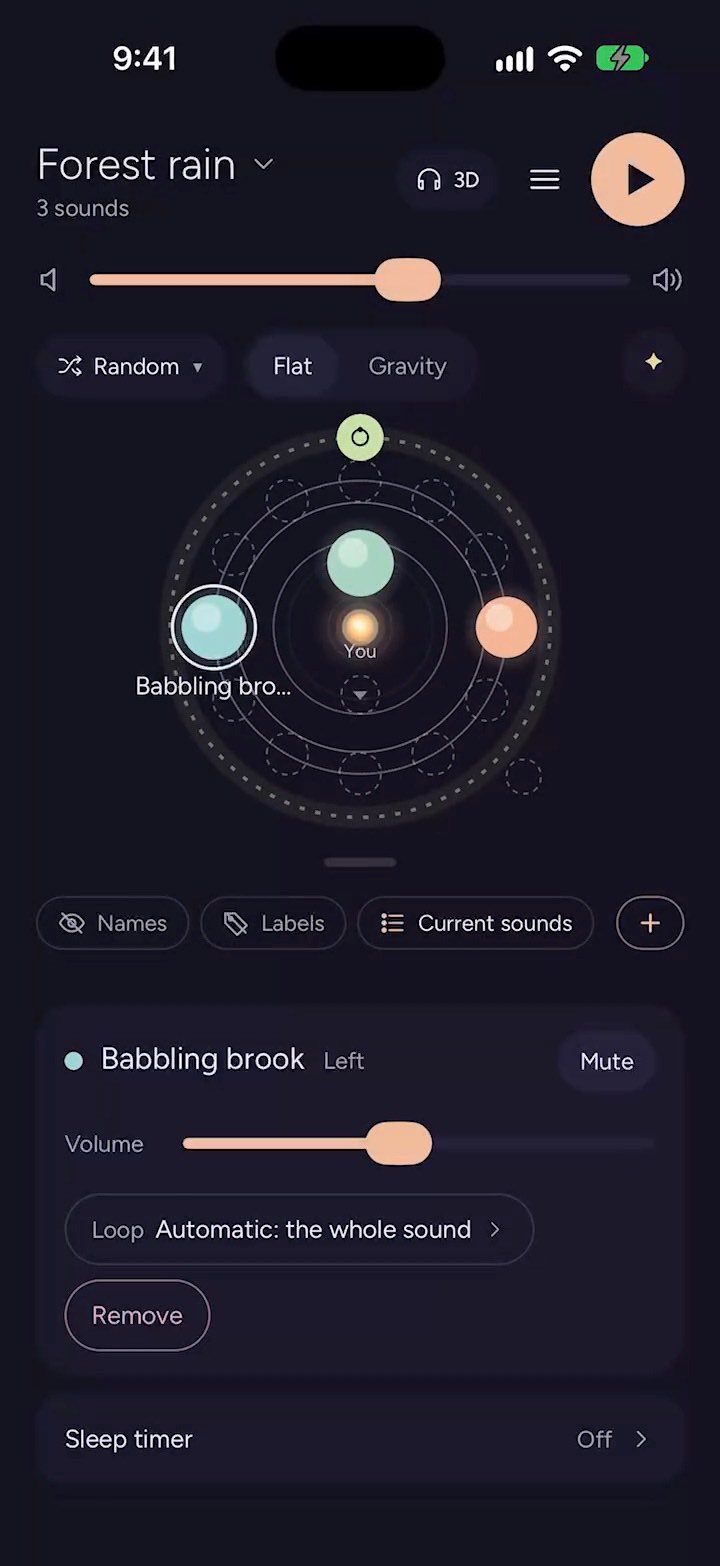 9:41
Forest rain
3 sounds
3D
Random
Flat
Gravity
You
Babbling bro...
Names
Labels
Current sounds
Babbling brook Left
Mute
Volume
Loop Automatic: the whole sound
Remove
Sleep timer
Off